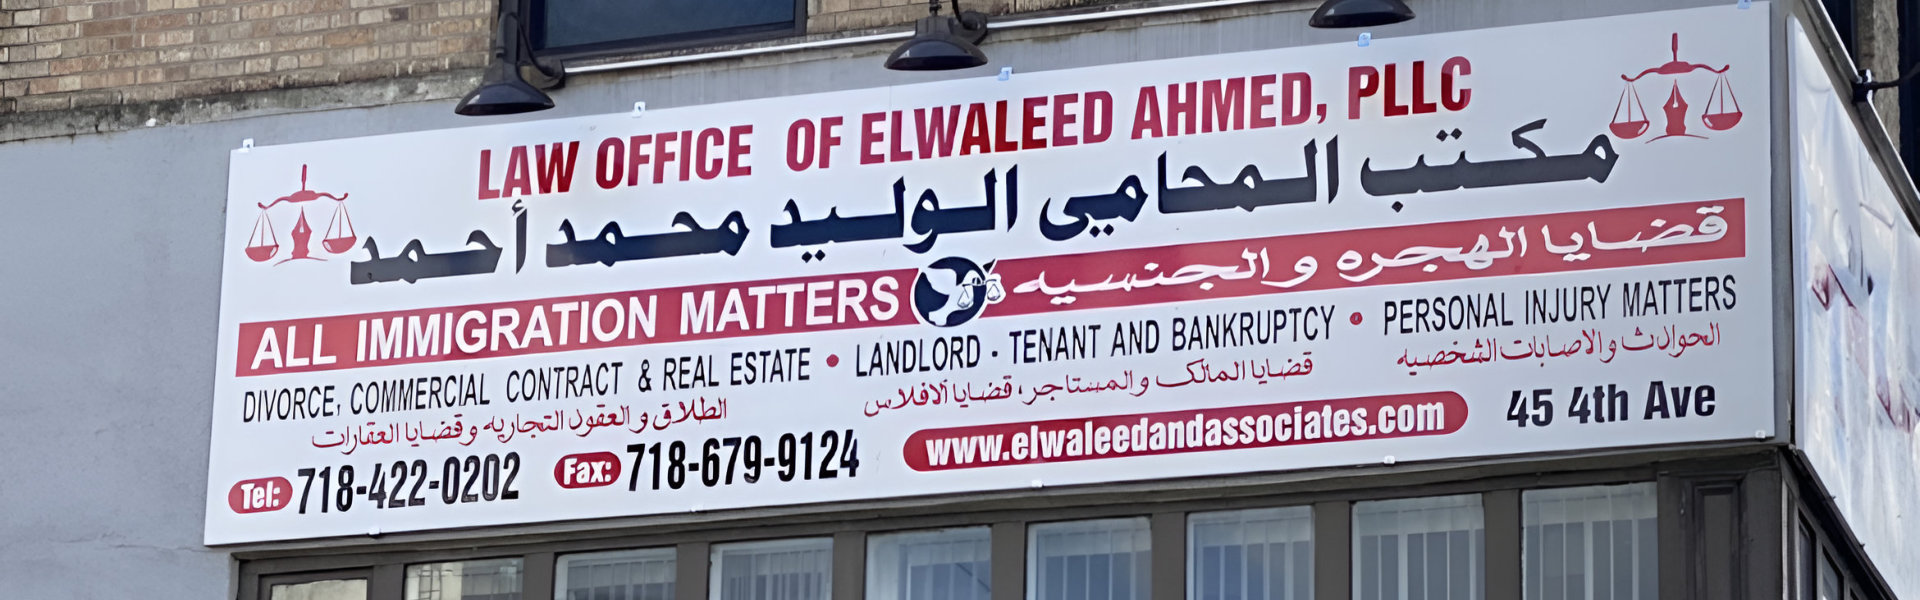 LAW OFFICE OF ELWALEED AHMED, PLLC
مكتب المحامي الوليد محمد أحمد
ALL IMMIGRATION MATTERS قضايا الهجره والجنسيه
DIVORCE, COMMERCIAL CONTRACT & REAL ESTATE • LANDLORD - TENANT AND BANKRUPTCY • PERSONAL INJURY MATTERS
الطلاق والعقود التجاريه وقضايا العقارات
قضايا المالك والمستاجر، قضايا الافلاس
الحوادث والاصابات الشخصيه
Tel: 718-422-0202 Fax: 718-679-9124 www.elwaleedandassociates.com 45 4th Ave